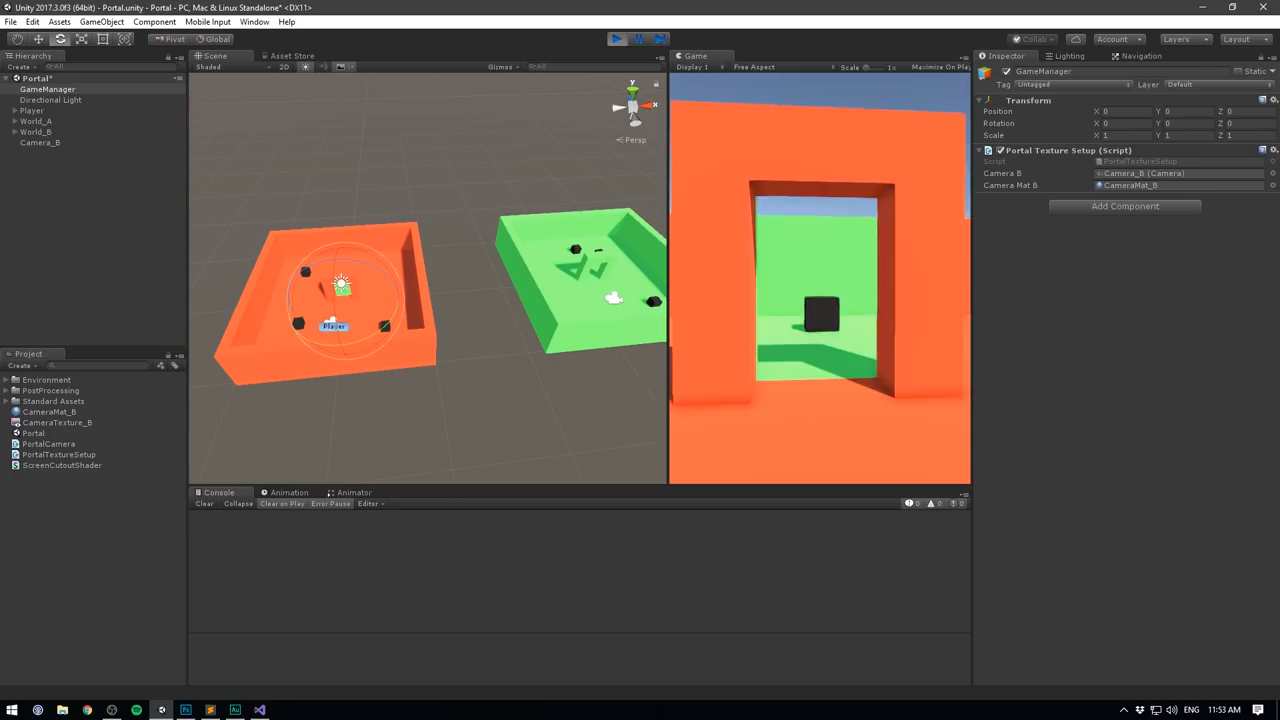 Unity 2017.3.0f3 (64bit) - Portal.unity - Portal - PC, Mac & Linux Standalone* <DX11>
File Edit Assets GameObject Component Mobile Input Window Help
Pivot Global Collab Account Layers Layout
Hierarchy Scene Asset Store Game Inspector Lighting Navigation
Create All Shaded 2D Gizmos All Display 1 Free Aspect Scale 1x Maximize On Play
GameManager Static
Tag Untagged Layer Default
Portal*
GameManager
Directional Light
Player
World_A
World_B
Camera_B
y
x
Persp
Player
Transform
Position X 0 Y 0 Z 0
Rotation X 0 Y 0 Z 0
Scale X 1 Y 1 Z 1
Portal Texture Setup (Script)
Script PortalTextureSetup
Camera B Camera_B (Camera)
Camera Mat B CameraMat_B
Add Component
Project
Create
Environment
PostProcessing
Standard Assets
CameraMat_B
CameraTexture_B
Portal
PortalCamera
PortalTextureSetup
ScreenCutoutShader
Console Animation Animator
Clear Collapse Clear on Play Error Pause Editor 0 0 0
Ps Au ENG 11:53 AM